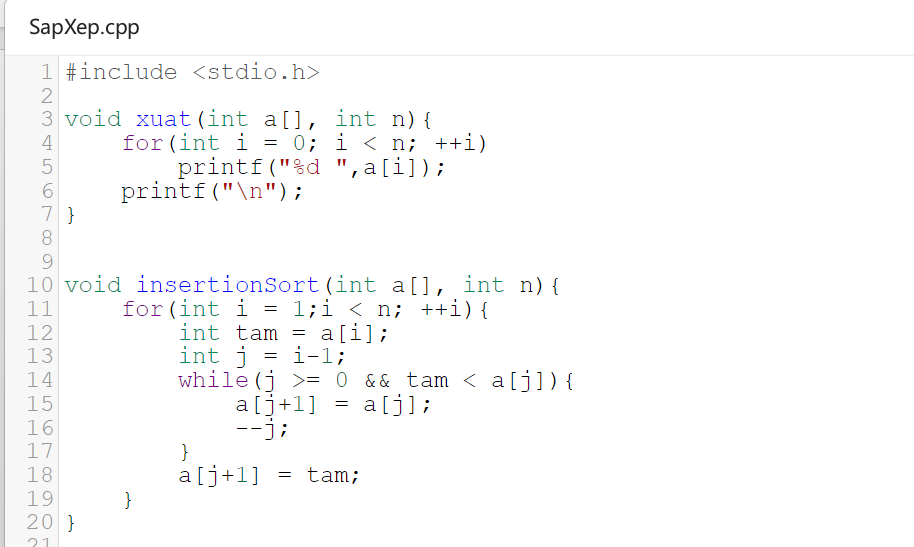 SapXep.cpp
1 #include <stdio.h>
2
3 void xuat(int a[], int n){
4     for(int i = 0; i < n; ++i)
5         printf("%d ",a[i]);
6     printf("\n");
7 }
8
9
10 void insertionSort(int a[], int n){
11     for(int i = 1;i < n; ++i){
12         int tam = a[i];
13         int j = i-1;
14         while(j >= 0 && tam < a[j]){
15             a[j+1] = a[j];
16             --j;
17         }
18         a[j+1] = tam;
19     }
20 }
21